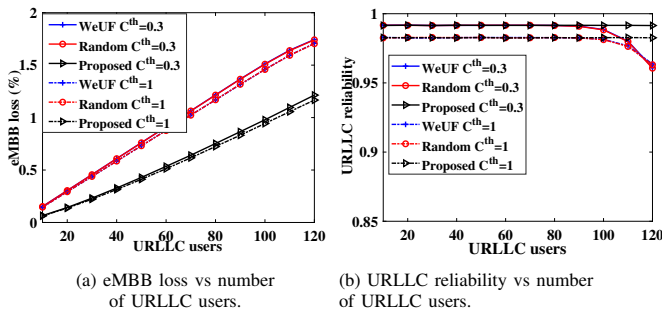 2
1.5
1
0.5
0
eMBB loss (%)
WeUF C^th=0.3
Random C^th=0.3
Proposed C^th=0.3
WeUF C^th=1
Random C^th=1
Proposed C^th=1
20 40 60 80 100 120
URLLC users
(a) eMBB loss vs number
of URLLC users.
1
0.95
0.9
0.85
URLLC reliability
WeUF C^th=0.3
Random C^th=0.3
Proposed C^th=0.3
WeUF C^th=1
Random C^th=1
Proposed C^th=1
20 40 60 80 100 120
URLLC users
(b) URLLC reliability vs number
of URLLC users.